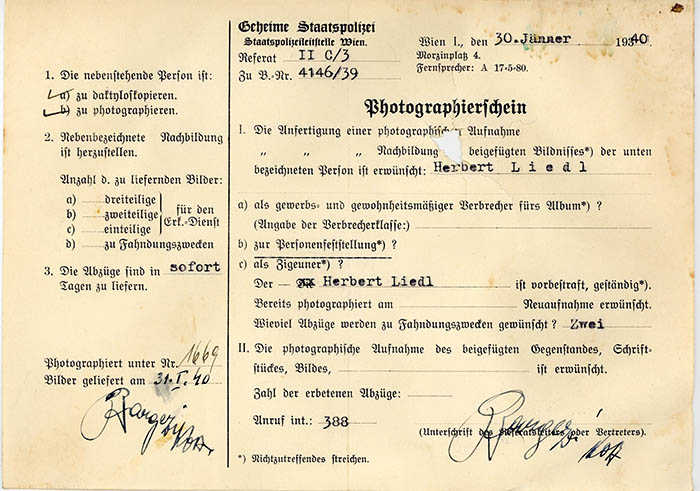 1. Die nebenstehende Person ist:
a) zu daktyloskopieren.
b) zu photographieren.
2. Nebenbezeichnete Nachbildung
ist herzustellen.
Anzahl d. zu liefernden Bilder:
a) dreiteilige
b) zweiteilige
c) einteilige
für den
Erk.-Dienst
d) zu Fahndungszwecken
3. Die Abzüge sind in sofort
Tagen zu liefern.
Photographiert unter Nr. 1669
Bilder geliefert am 31.I.40
Geheime Staatspolizei
Staatspolizeileitstelle Wien.
Referat II C/3
Zu B.-Nr. 4146/39
Wien I., den 30. Jänner 1940.
Morzinplatz 4.
Fernsprecher: A 17-5-80.
Photographierschein
I. Die Anfertigung einer photographischen Aufnahme
„ „ „ Nachbildung beigefügten Bildnisses*) der unten
bezeichneten Person ist erwünscht: Herbert Liedl
a) als gewerbs- und gewohnheitsmäßiger Verbrecher fürs Album*) ?
(Angabe der Verbrecherklasse:)
b) zur Personenfeststellung*) ?
c) als Zigeuner*) ?
Der — Herbert Liedl ist vorbestraft, geständig*).
Bereits photographiert am Neuaufnahme erwünscht.
Wieviel Abzüge werden zu Fahndungszwecken gewünscht ? Zwei
II. Die photographische Aufnahme des beigefügten Gegenstandes, Schrift-
stückes, Bildes, ist erwünscht.
Zahl der erbetenen Abzüge:
Anruf int.: 388
(Unterschrift des Referatsleiters oder Vertreters).
*) Nichtzutreffendes streichen.